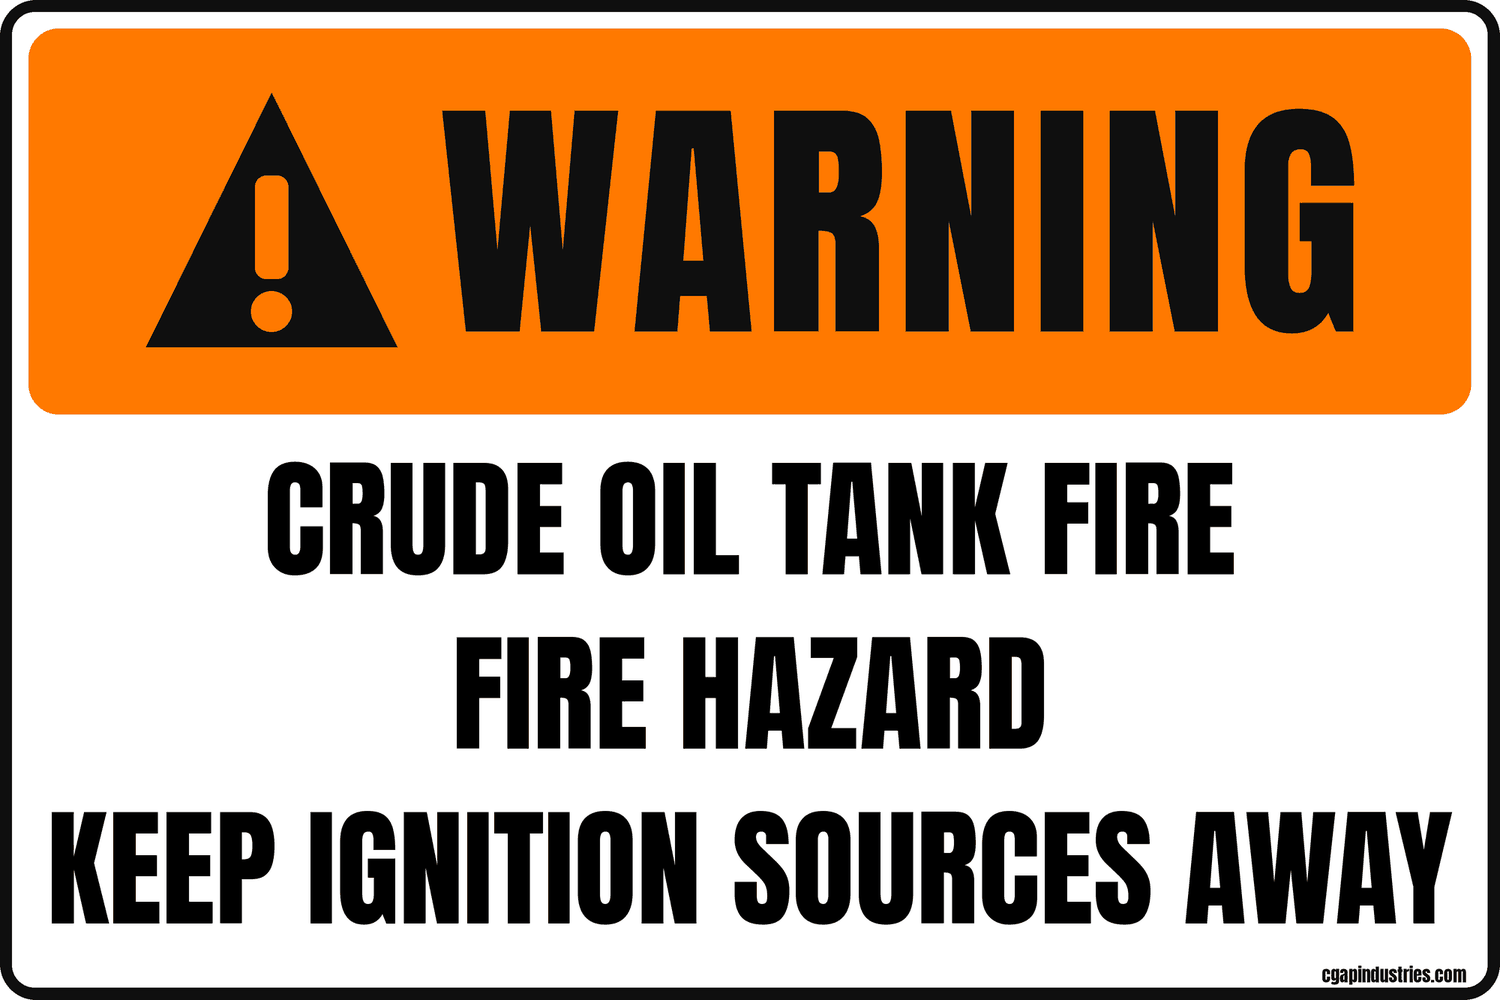 WARNING
CRUDE OIL TANK FIRE
FIRE HAZARD
KEEP IGNITION SOURCES AWAY
cgapindustries.com